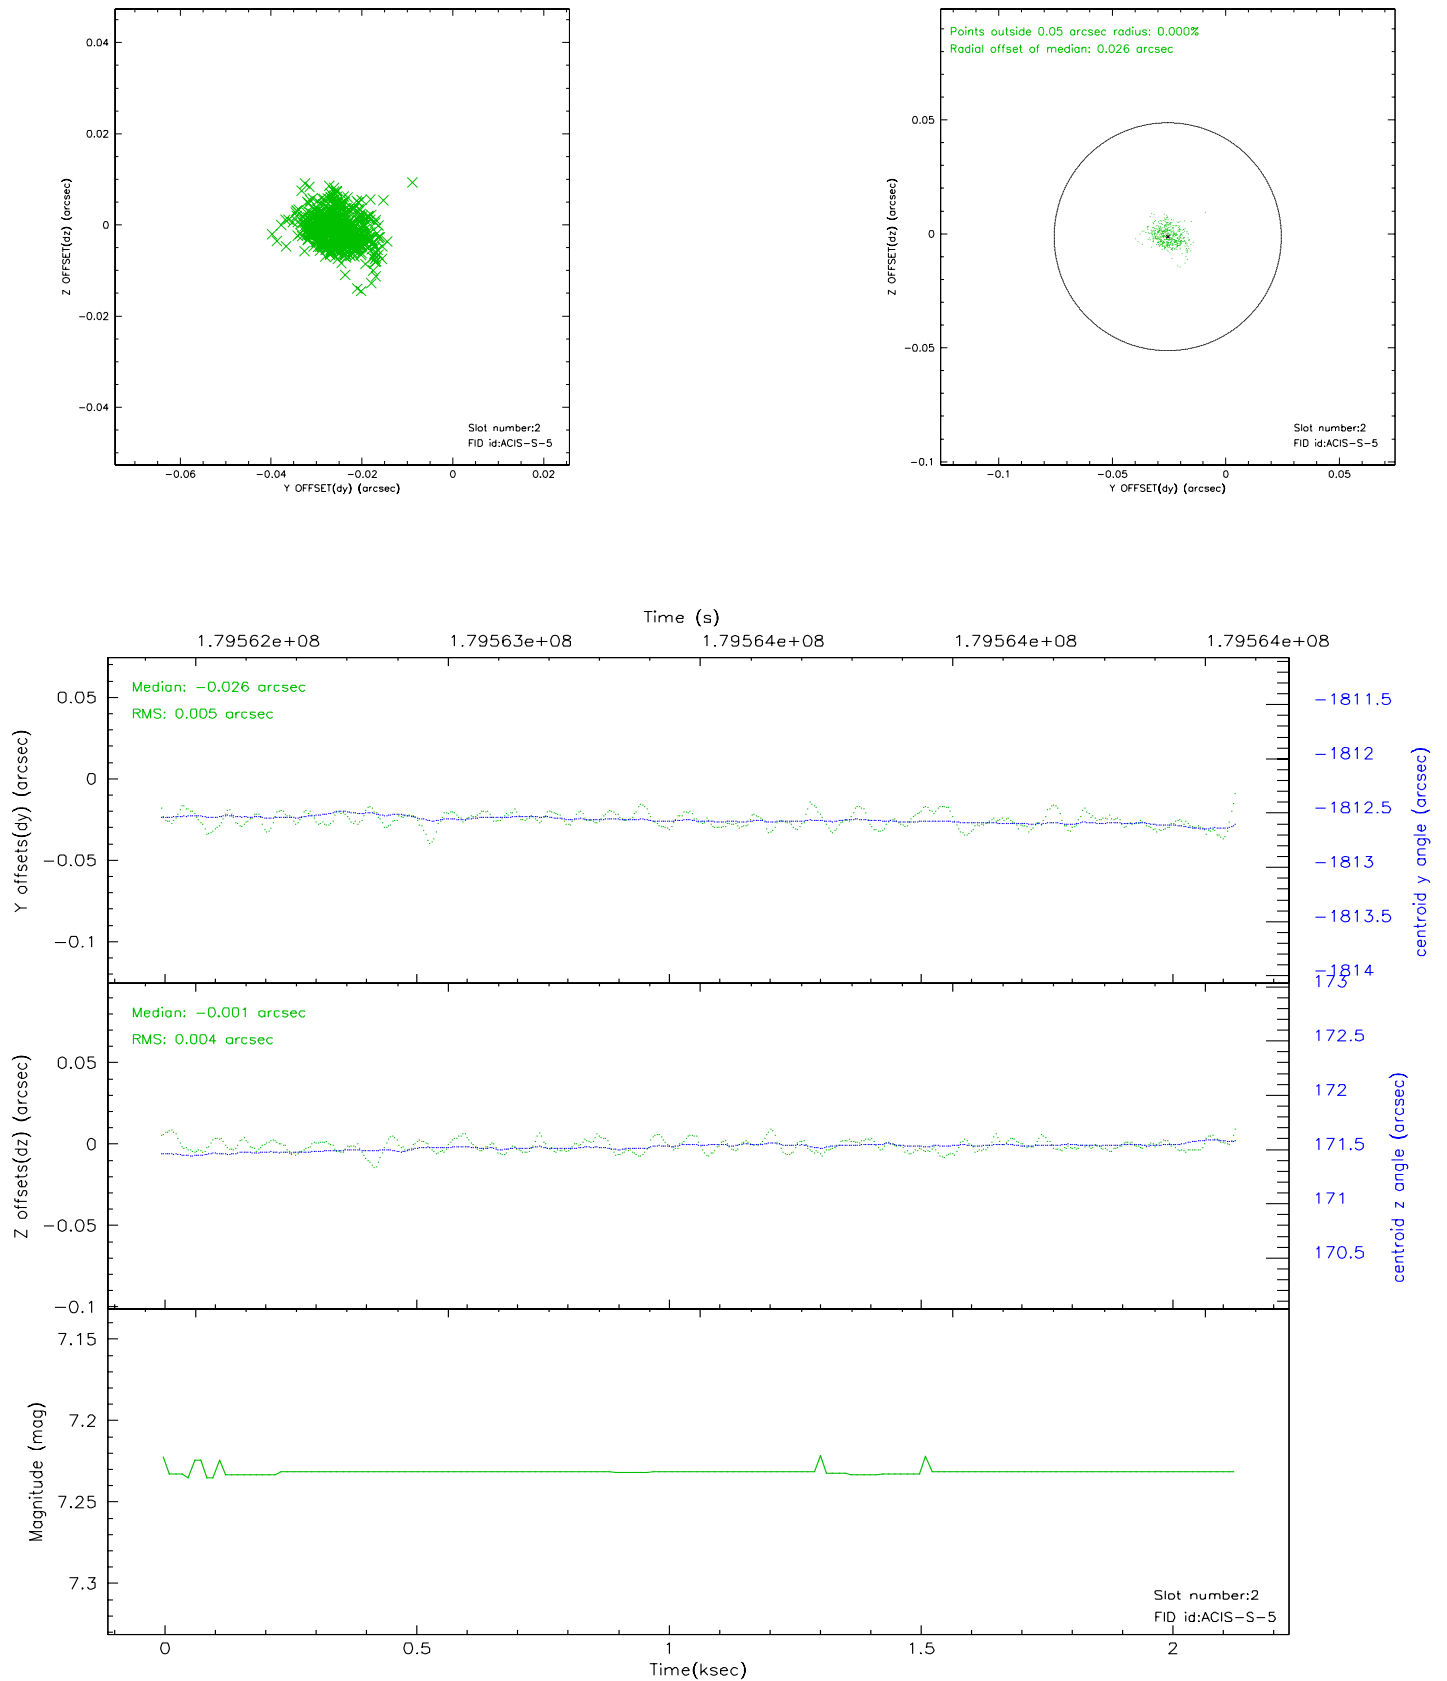 0.04
0.02
0
-0.02
-0.04
Z OFFSET(dz) (arcsec)
Slot number:2
FID id:ACIS-S-5
-0.06 -0.04 -0.02 0 0.02
Y OFFSET(dy) (arcsec)
Points outside 0.05 arcsec radius: 0.000%
Radial offset of median: 0.026 arcsec
0.05
0
-0.05
-0.1
Z OFFSET(dz) (arcsec)
Slot number:2
FID id:ACIS-S-5
-0.1 -0.05 0 0.05
Y OFFSET(dy) (arcsec)
Time (s)
1.79562e+08 1.79563e+08 1.79564e+08 1.79564e+08 1.79564e+08
Median: -0.026 arcsec
RMS: 0.005 arcsec
0.05
0
-0.05
-0.1
Y offsets(dy) (arcsec)
-1811.5
-1812
-1812.5
-1813
-1813.5
-1814
centroid y angle (arcsec)
Median: -0.001 arcsec
RMS: 0.004 arcsec
0.05
0
-0.05
-0.1
Z offsets(dz) (arcsec)
173
172.5
172
171.5
171
170.5
centroid z angle (arcsec)
7.15
7.2
7.25
7.3
Magnitude (mag)
Slot number:2
FID id:ACIS-S-5
0 0.5 1 1.5 2
Time(ksec)